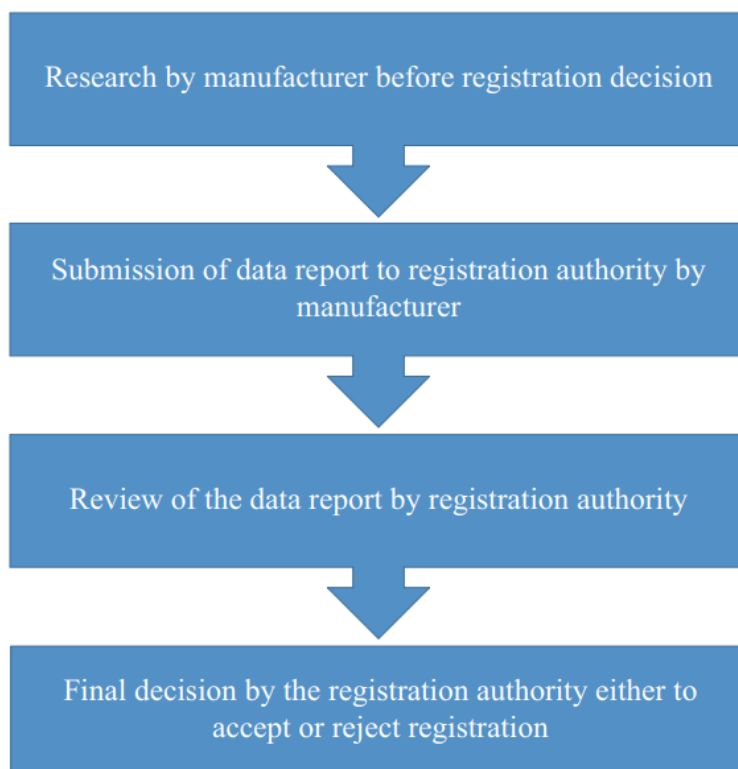 Research by manufacturer before registration decision
Submission of data report to registration authority by
manufacturer
Review of the data report by registration authority
Final decision by the registration authority either to
accept or reject registration